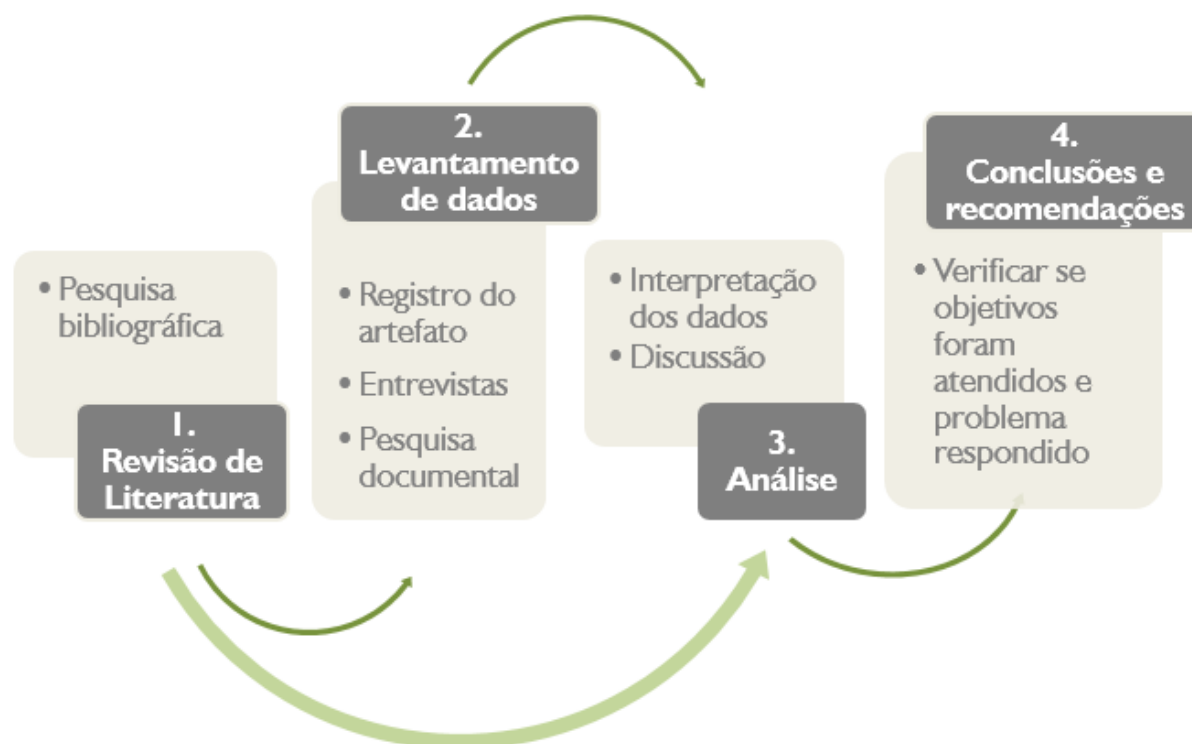 • Pesquisa
bibliográfica
1.
Revisão de
Literatura
2.
Levantamento
de dados
• Registro do
artefato
• Entrevistas
• Pesquisa
documental
• Interpretação
dos dados
• Discussão
3.
Análise
4.
Conclusões e
recomendações
• Verificar se
objetivos
foram
atendidos e
problema
respondido